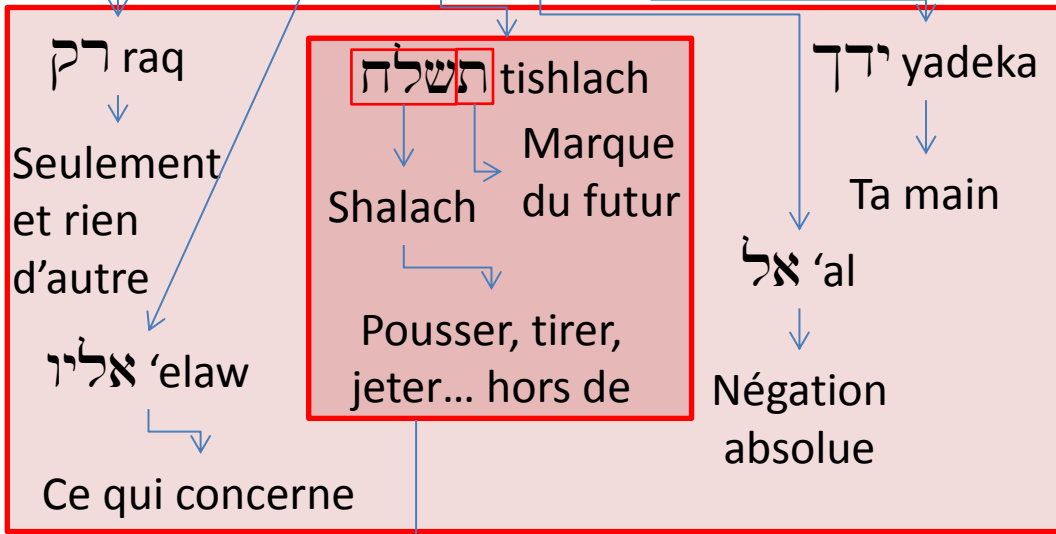 רק raq
Seulement
et rien
d’autre
אליו ‘elaw
Ce qui concerne
תשלח tishlach
Marque
du futur
Shalach
Pousser, tirer,
jeter... hors de
ידך yadeka
Ta main
אל ‘al
Négation
absolue